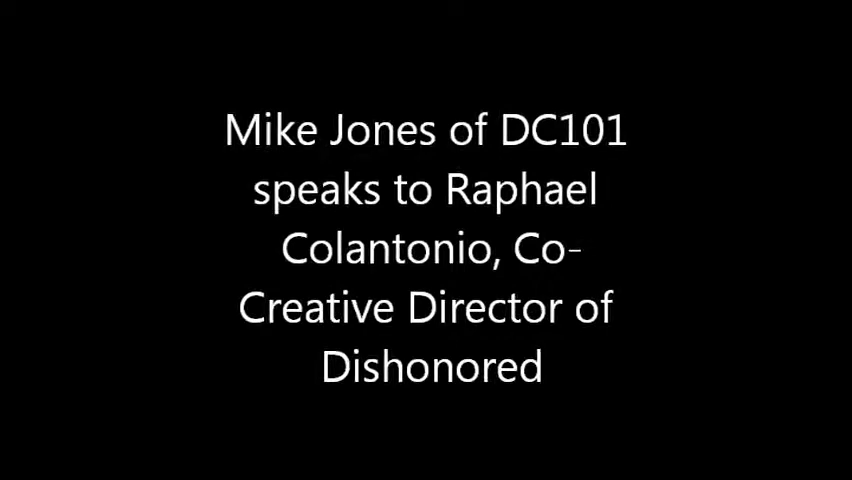 Mike Jones of DC101
speaks to Raphael
Colantonio, Co-
Creative Director of
Dishonored